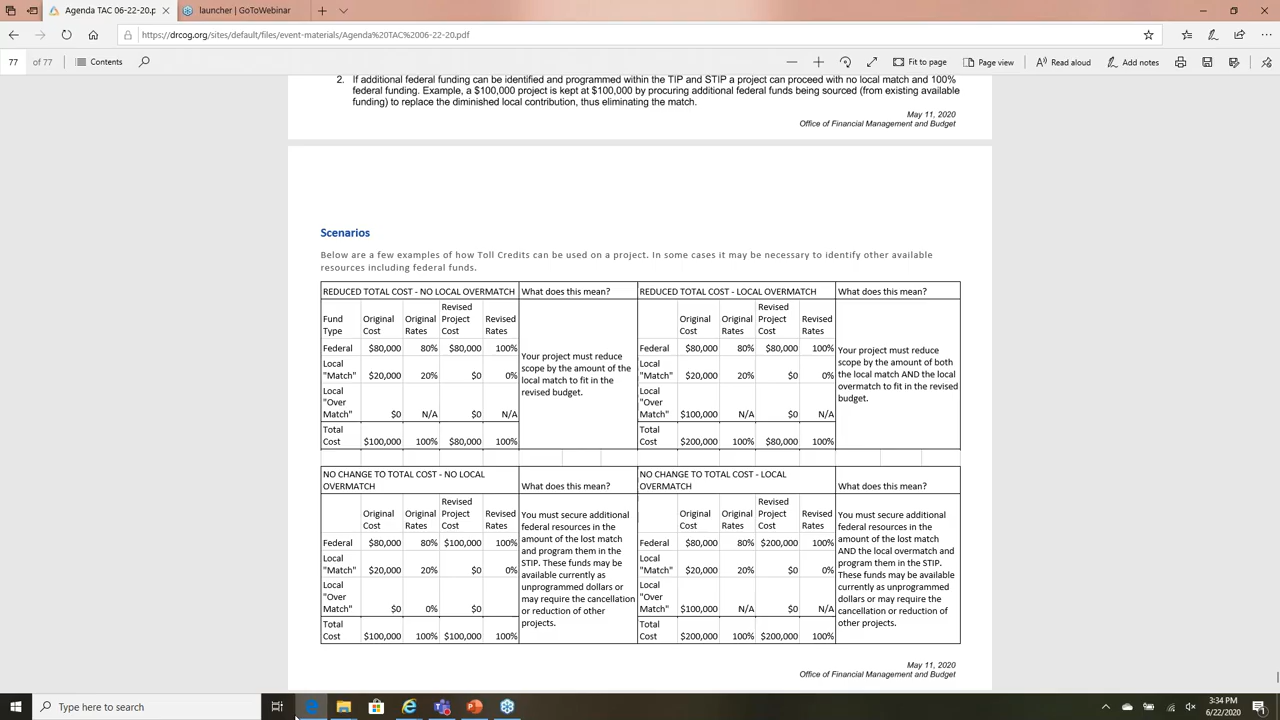 Agenda TAC 06-22-20.pdf
launcher | GoToWebinar
https://drcog.org/sites/default/files/event-materials/Agenda%20TAC%2006-22-20.pdf
77 of 77 Contents Fit to page Page view Read aloud Add notes
2. If additional federal funding can be identified and programmed within the TIP and STIP a project can proceed with no local match and 100%
federal funding. Example, a $100,000 project is kept at $100,000 by procuring additional federal funds being sourced (from existing available
funding) to replace the diminished local contribution, thus eliminating the match.
May 11, 2020
Office of Financial Management and Budget
Scenarios
Below are a few examples of how Toll Credits can be used on a project. In some cases it may be necessary to identify other available
resources including federal funds.
REDUCED TOTAL COST - NO LOCAL OVERMATCH
What does this mean?
Fund Type Original Cost Original Rates Revised Project Cost Revised Rates
Federal $80,000 80% $80,000 100%
Local "Match" $20,000 20% $0 0%
Local "Over Match" $0 N/A $0 N/A
Total Cost $100,000 100% $80,000 100%
Your project must reduce
scope by the amount of the
local match to fit in the
revised budget.
REDUCED TOTAL COST - LOCAL OVERMATCH
What does this mean?
Original Cost Original Rates Revised Project Cost Revised Rates
Federal $80,000 80% $80,000 100%
Local "Match" $20,000 20% $0 0%
Local "Over Match" $100,000 N/A $0 N/A
Total Cost $200,000 100% $80,000 100%
Your project must reduce
scope by the amount of both
the local match AND the local
overmatch to fit in the revised
budget.
NO CHANGE TO TOTAL COST - NO LOCAL
OVERMATCH
What does this mean?
Original Cost Original Rates Revised Project Cost Revised Rates
Federal $80,000 80% $100,000 100%
Local "Match" $20,000 20% $0 0%
Local "Over Match" $0 0% $0
Total Cost $100,000 100% $100,000 100%
You must secure additional
federal resources in the
amount of the lost match
and program them in the
STIP. These funds may be
available currently as
unprogrammed dollars or
may require the cancellation
or reduction of other
projects.
NO CHANGE TO TOTAL COST - LOCAL
OVERMATCH
What does this mean?
Original Cost Original Rates Revised Project Cost Revised Rates
Federal $80,000 80% $200,000 100%
Local "Match" $20,000 20% $0 0%
Local "Over Match" $100,000 N/A $0 N/A
Total Cost $200,000 100% $200,000 100%
You must secure additional
federal resources in the
amount of the lost match
AND the local overmatch and
program them in the STIP.
These funds may be available
currently as unprogrammed
dollars or may require the
cancellation or reduction of
other projects.
May 11, 2020
Office of Financial Management and Budget
Type here to search
3:34 PM
6/22/2020